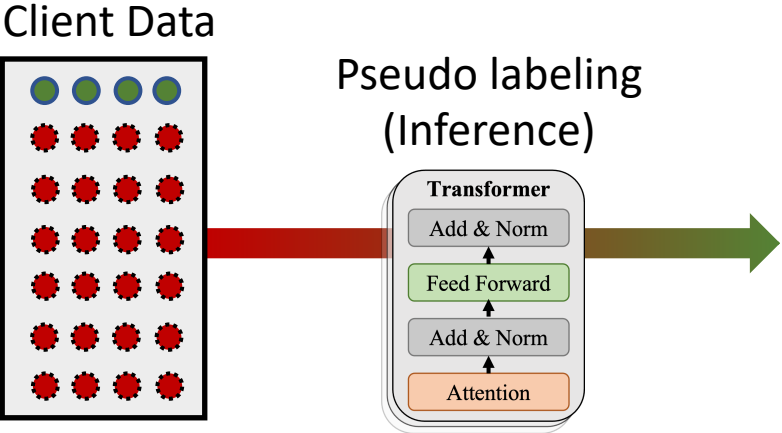 Client Data
Pseudo labeling
(Inference)
Transformer
Add & Norm
Feed Forward
Add & Norm
Attention